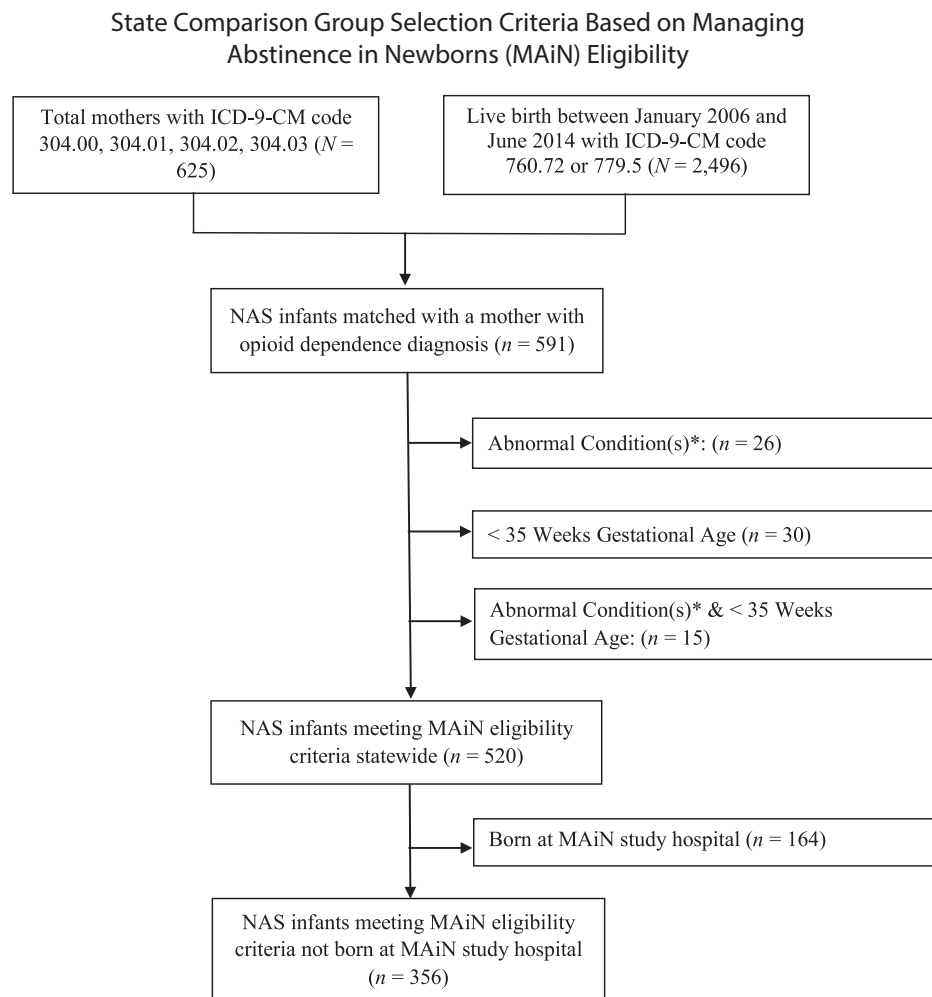 State Comparison Group Selection Criteria Based on Managing
Abstinence in Newborns (MAiN) Eligibility
Total mothers with ICD-9-CM code
304.00, 304.01, 304.02, 304.03 (N =
625)
Live birth between January 2006 and
June 2014 with ICD-9-CM code
760.72 or 779.5 (N = 2,496)
NAS infants matched with a mother with
opioid dependence diagnosis (n = 591)
Abnormal Condition(s)*: (n = 26)
< 35 Weeks Gestational Age (n = 30)
Abnormal Condition(s)* & < 35 Weeks
Gestational Age: (n = 15)
NAS infants meeting MAiN eligibility
criteria statewide (n = 520)
Born at MAiN study hospital (n = 164)
NAS infants meeting MAiN eligibility
criteria not born at MAiN study hospital
(n = 356)